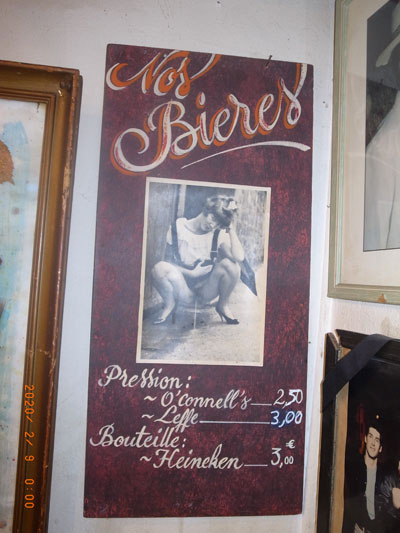 Nos
Bieres
Pression:
~ O'connell's 2,50
~ Leffe 3,00
Bouteille:
~ Heineken 3,00 €
2020/2/9 0:00